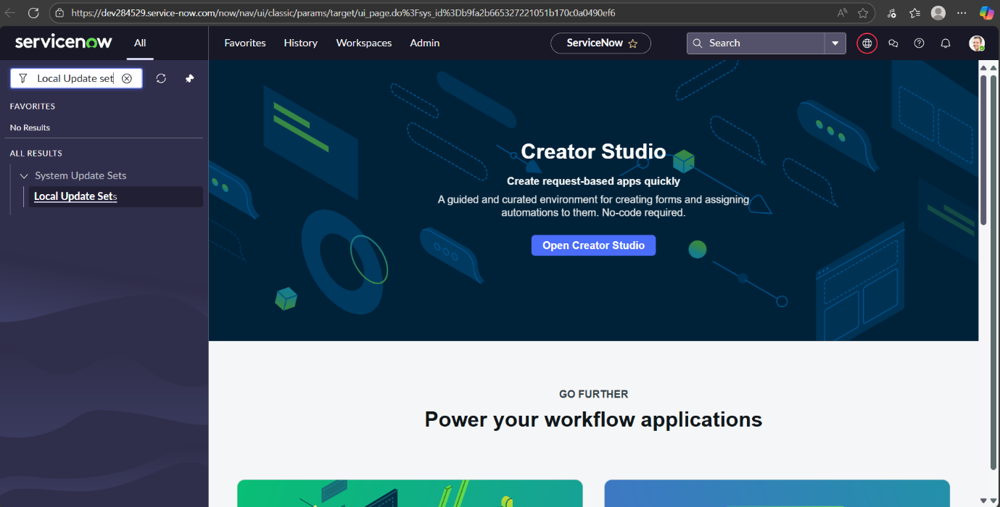 https://dev284529.service-now.com/now/nav/ui/classic/params/target/ui_page.do%3Fsys_id%3Db9fa2b665327221051b170c0a0490ef6
servicenow
All
Favorites
History
Workspaces
Admin
ServiceNow
Search
Local Update set
FAVORITES
No Results
ALL RESULTS
System Update Sets
Local Update Sets
Creator Studio
Create request-based apps quickly
A guided and curated environment for creating forms and assigning
automations to them. No-code required.
Open Creator Studio
GO FURTHER
Power your workflow applications